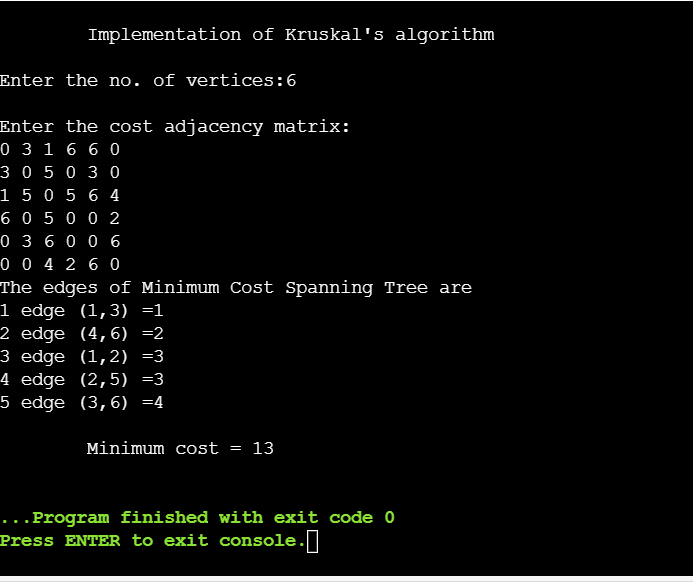 Implementation of Kruskal's algorithm
Enter the no. of vertices:6
Enter the cost adjacency matrix:
0 3 1 6 6 0
3 0 5 0 3 0
1 5 0 5 6 4
6 0 5 0 0 2
0 3 6 0 0 6
0 0 4 2 6 0
The edges of Minimum Cost Spanning Tree are
1 edge (1,3) =1
2 edge (4,6) =2
3 edge (1,2) =3
4 edge (2,5) =3
5 edge (3,6) =4
Minimum cost = 13
...Program finished with exit code 0
Press ENTER to exit console.